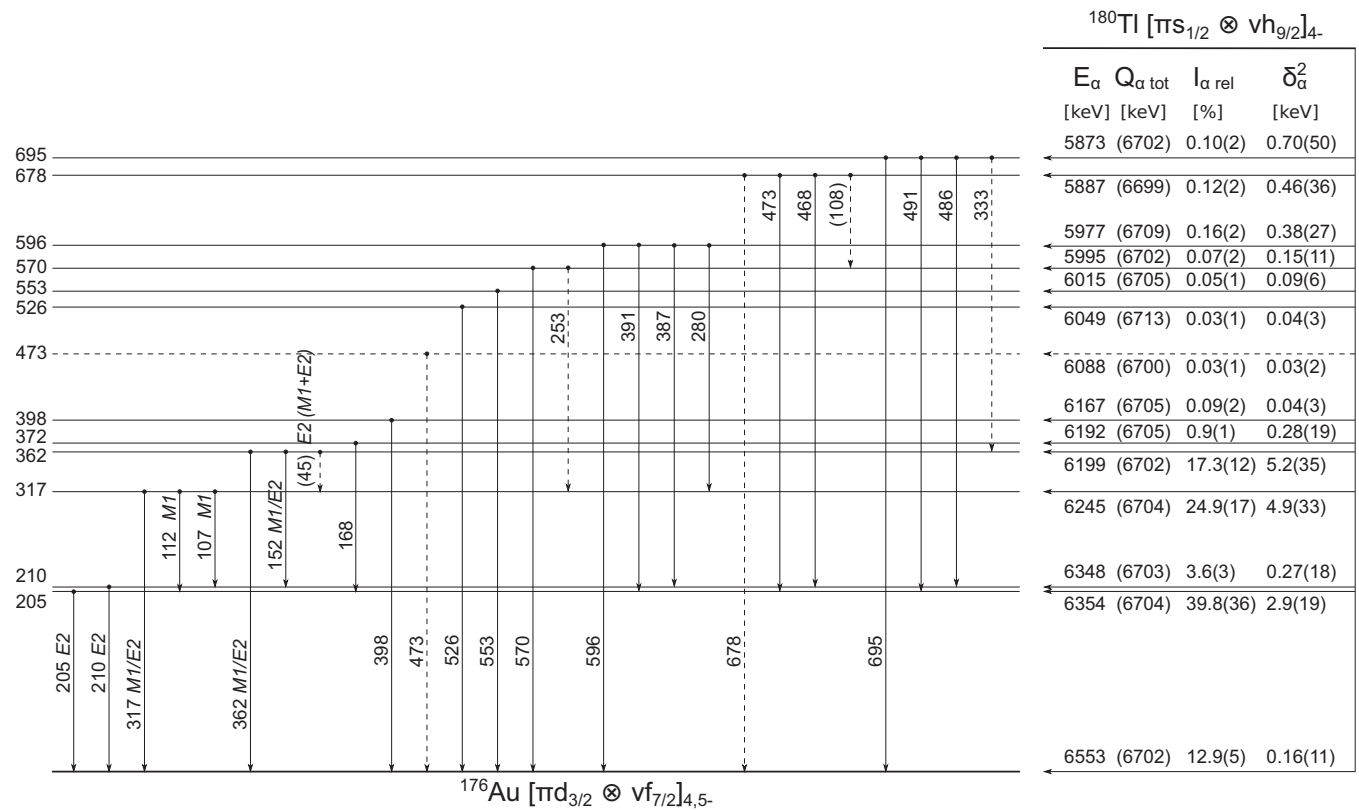 ¹⁸⁰Tl [πs1/2 ⊗ νh9/2]4-
Eα Qα tot Iα rel δ²α
[keV] [keV] [%] [keV]
695 5873 (6702) 0.10(2) 0.70(50)
678 5887 (6699) 0.12(2) 0.46(36)
473 468 (108) 491 486 333
596 5977 (6709) 0.16(2) 0.38(27)
570 5995 (6702) 0.07(2) 0.15(11)
553 6015 (6705) 0.05(1) 0.09(6)
526 6049 (6713) 0.03(1) 0.04(3)
253 391 387 280
473 6088 (6700) 0.03(1) 0.03(2)
398 6167 (6705) 0.09(2) 0.04(3)
372 6192 (6705) 0.9(1) 0.28(19)
362 6199 (6702) 17.3(12) 5.2(35)
(45) E2 (M1+E2)
317 6245 (6704) 24.9(17) 4.9(33)
112 M1 107 M1 152 M1/E2 168
210 6348 (6703) 3.6(3) 0.27(18)
205 6354 (6704) 39.8(36) 2.9(19)
205 E2 210 E2 317 M1/E2 362 M1/E2 398 473 526 553 570 596 678 695
6553 (6702) 12.9(5) 0.16(11)
¹⁷⁶Au [πd3/2 ⊗ νf7/2]4,5-